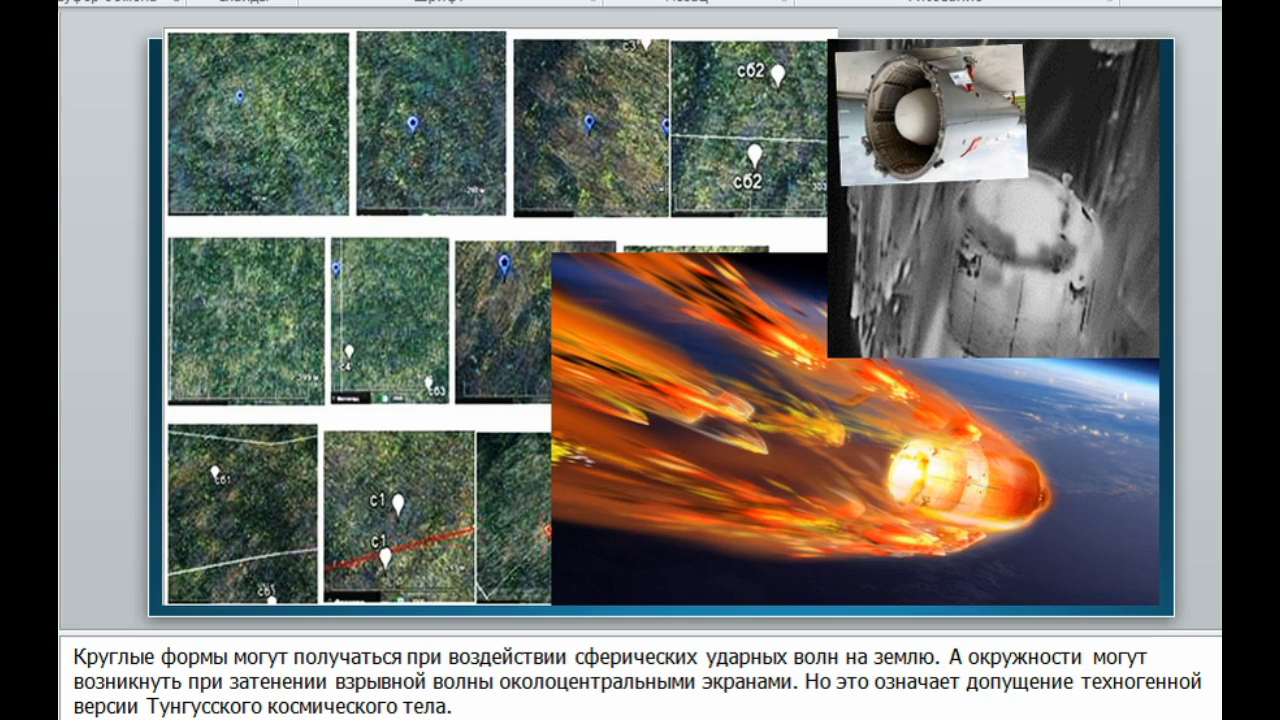 с3
сб2
сб2
с4
сб3
сб1
с1
с1
сб1
Круглые формы могут получаться при воздействии сферических ударных волн на землю. А окружности могут
возникнуть при затенении взрывной волны околоцентральными экранами. Но это означает допущение техногенной
версии Тунгусского космического тела.